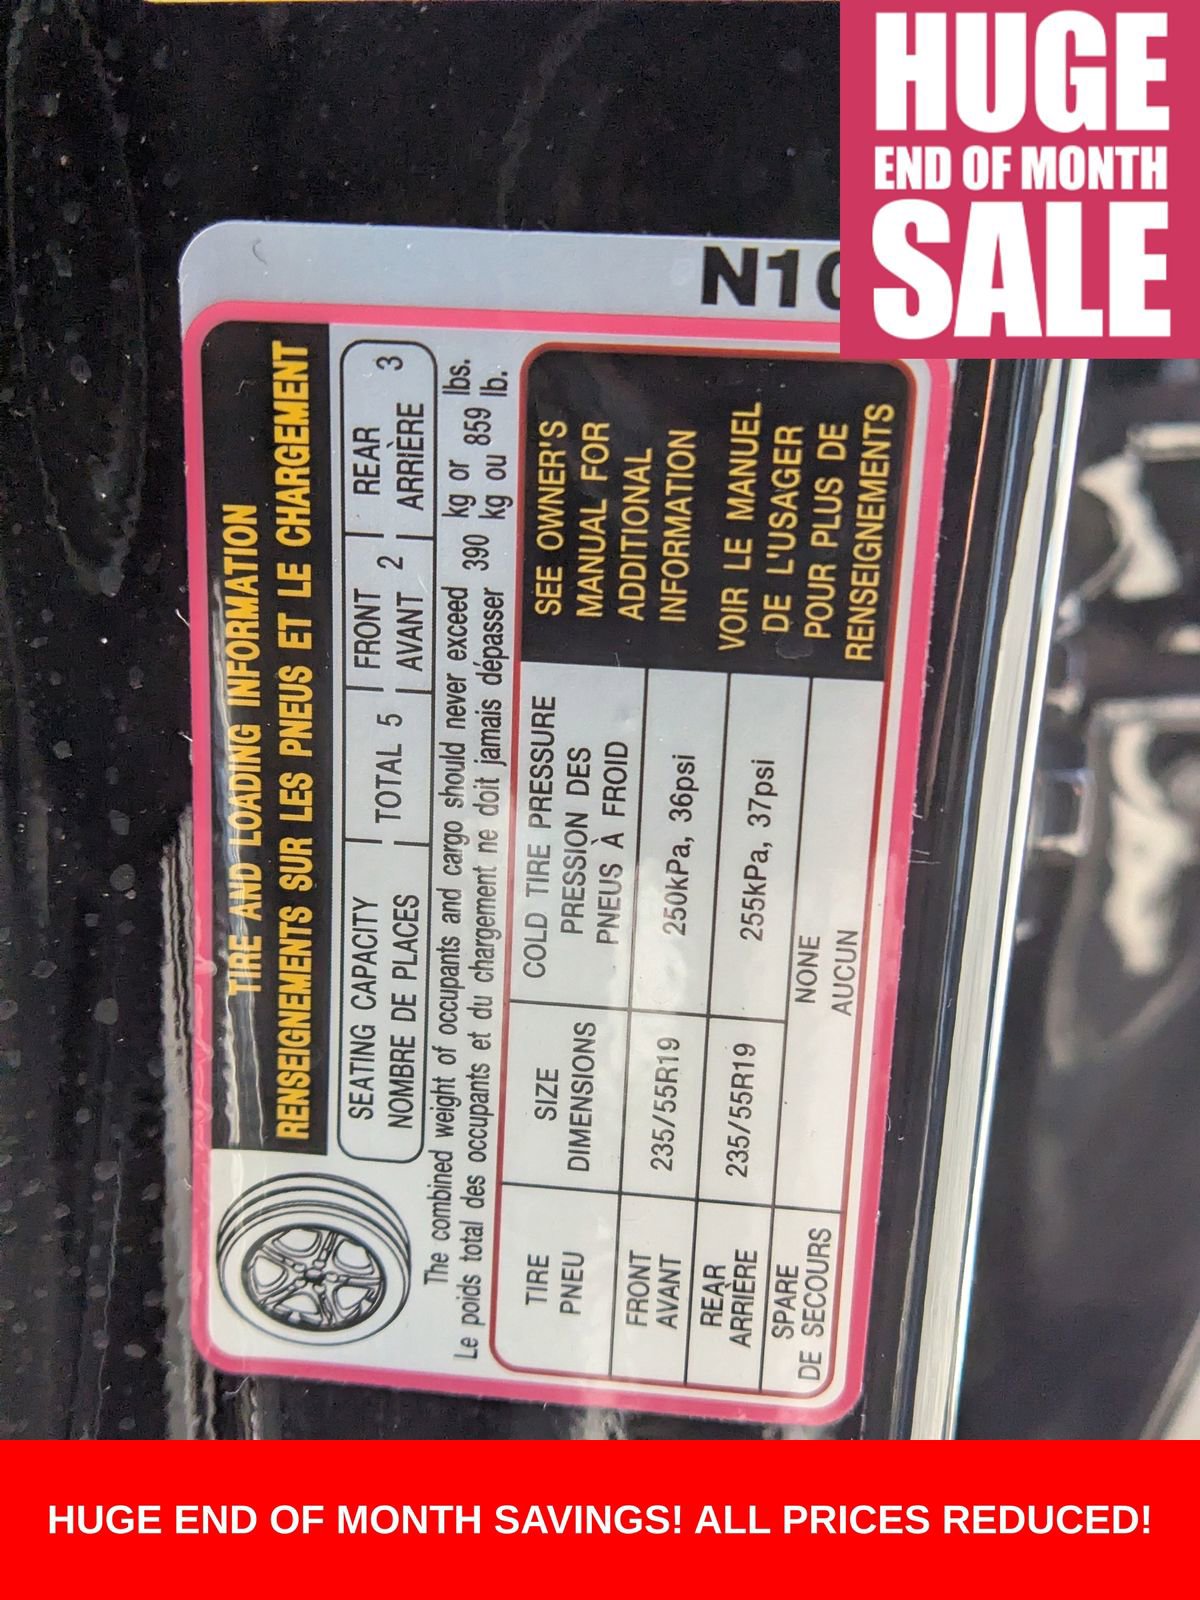 HUGE
END OF MONTH
SALE
N1
TIRE AND LOADING INFORMATION
RENSEIGNEMENTS SUR LES PNEUS ET LE CHARGEMENT
SEATING CAPACITY
NOMBRE DE PLACES
TOTAL 5
FRONT
AVANT 2
REAR
ARRIÈRE 3
The combined weight of occupants and cargo should never exceed 390 kg or 859 lbs.
Le poids total des occupants et du chargement ne doit jamais dépasser 390 kg ou 859 lb.
TIRE
PNEU
SIZE
DIMENSIONS
COLD TIRE PRESSURE
PRESSION DES
PNEUS À FROID
FRONT
AVANT
235/55R19
250kPa, 36psi
REAR
ARRIÈRE
235/55R19
255kPa, 37psi
SPARE
DE SECOURS
NONE
AUCUN
SEE OWNER'S
MANUAL FOR
ADDITIONAL
INFORMATION
VOIR LE MANUEL
DE L'USAGER
POUR PLUS DE
RENSEIGNEMENTS
HUGE END OF MONTH SAVINGS! ALL PRICES REDUCED!